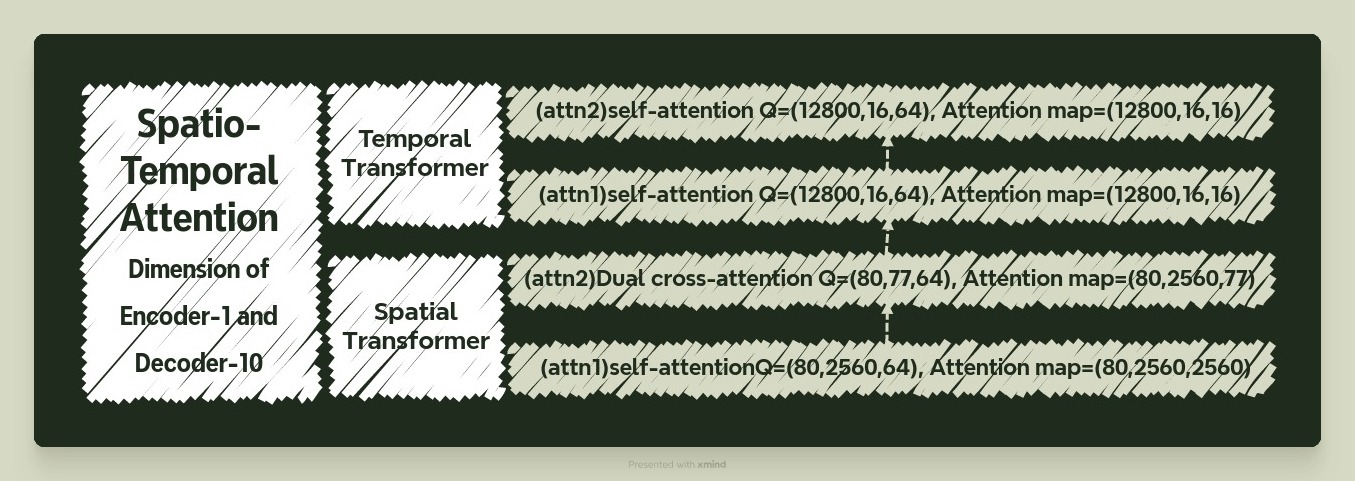 Spatio-
Temporal
Attention
Dimension of
Encoder-1 and
Decoder-10
Temporal
Transformer
(attn2)self-attention Q=(12800,16,64), Attention map=(12800,16,16)
(attn1)self-attention Q=(12800,16,64), Attention map=(12800,16,16)
Spatial
Transformer
(attn2)Dual cross-attention Q=(80,77,64), Attention map=(80,2560,77)
(attn1)self-attentionQ=(80,2560,64), Attention map=(80,2560,2560)
Presented with xmind